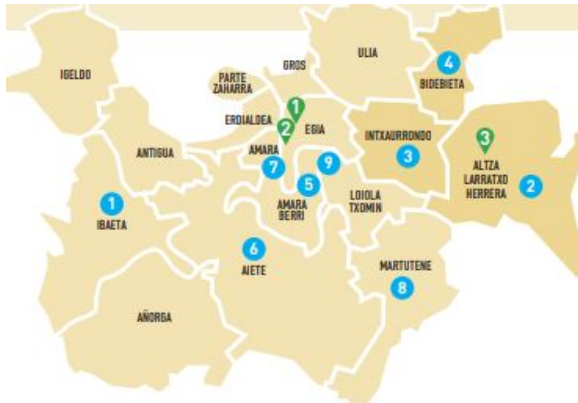 IGELDO
ULIA
GROS
PARTE
ZAHARRA
4
BIDEBIETA
1
ERDIALDEA
2
EGIA
INTXAURRONDO
3
3
ANTIGUA
AMARA
7
9
5
ALTZA
LARRATXO
HERRERA
2
1
IBAETA
AMARA
BERRI
LOIOLA
TXOMIN
6
AIETE
MARTUTENE
8
AÑORGA